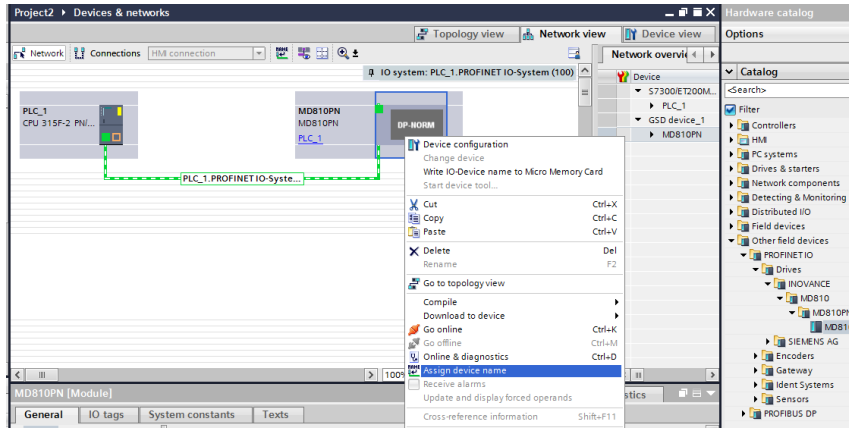 Project2 ▸ Devices & networks
Hardware catalog
Topology view
Network view
Device view
Options
Network
Connections
HMI connection
Network overvie
IO system: PLC_1.PROFINET IO-System (100)
Device
S7300/ET200M...
PLC_1
GSD device_1
MD810PN
Catalog
<Search>
Filter
Controllers
HMI
PC systems
Drives & starters
Network components
Detecting & Monitoring
Distributed I/O
Field devices
Other field devices
PROFINET IO
Drives
INOVANCE
MD810
MD810PN
MD810
SIEMENS AG
Encoders
Gateway
Ident Systems
Sensors
PROFIBUS DP
PLC_1
CPU 315F-2 PN/...
MD810PN
MD810PN
PLC_1
DP-NORM
PLC_1.PROFINET IO-Syste...
Device configuration
Change device
Write IO-Device name to Micro Memory Card
Start device tool...
Cut Ctrl+X
Copy Ctrl+C
Paste Ctrl+V
Delete Del
Rename F2
Go to topology view
Compile
Download to device
Go online Ctrl+K
Go offline Ctrl+M
Online & diagnostics Ctrl+D
Assign device name
Receive alarms
Update and display forced operands
Cross-reference information Shift+F11
100%
MD810PN [Module]
stics
General
IO tags
System constants
Texts